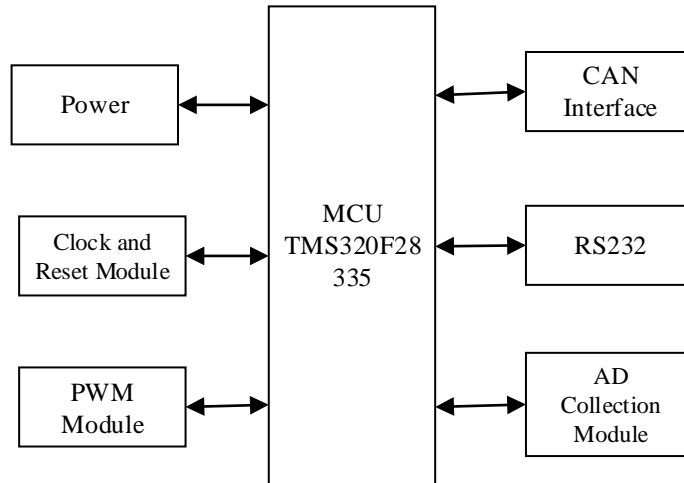 Power
Clock and
Reset Module
PWM
Module
MCU
TMS320F28
335
CAN
Interface
RS232
AD
Collection
Module